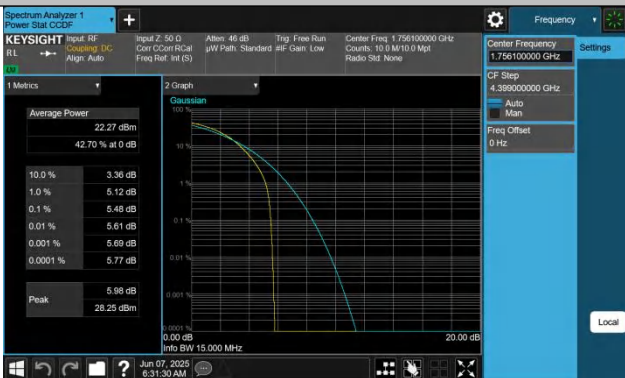 Spectrum Analyzer 1
Power Stat CCDF
Frequency
KEYSIGHT
RL
Input: RF
Coupling: DC
Align: Auto
Input Z: 50 Ω
Corr CCorr RCal
Freq Ref: Int (S)
Atten: 46 dB
µW Path: Standard
Trig: Free Run
#IF Gain: Low
Center Freq: 1.756100000 GHz
Counts: 10.0 M/10.0 Mpt
Radio Std: None
Center Frequency
1.756100000 GHz
Settings
CF Step
4.399000000 GHz
Auto
Man
Freq Offset
0 Hz
1 Metrics
Average Power
22.27 dBm
42.70 % at 0 dB
10.0 % 3.36 dB
1.0 % 5.12 dB
0.1 % 5.48 dB
0.01 % 5.61 dB
0.001 % 5.69 dB
0.0001 % 5.77 dB
Peak
5.98 dB
28.25 dBm
2 Graph
Gaussian
100 %
10 %
1 %
0.1 %
0.01 %
0.001 %
0.0001 %
0.00 dB
20.00 dB
Info BW 15.000 MHz
Local
?
Jun 07, 2025
6:31:30 AM